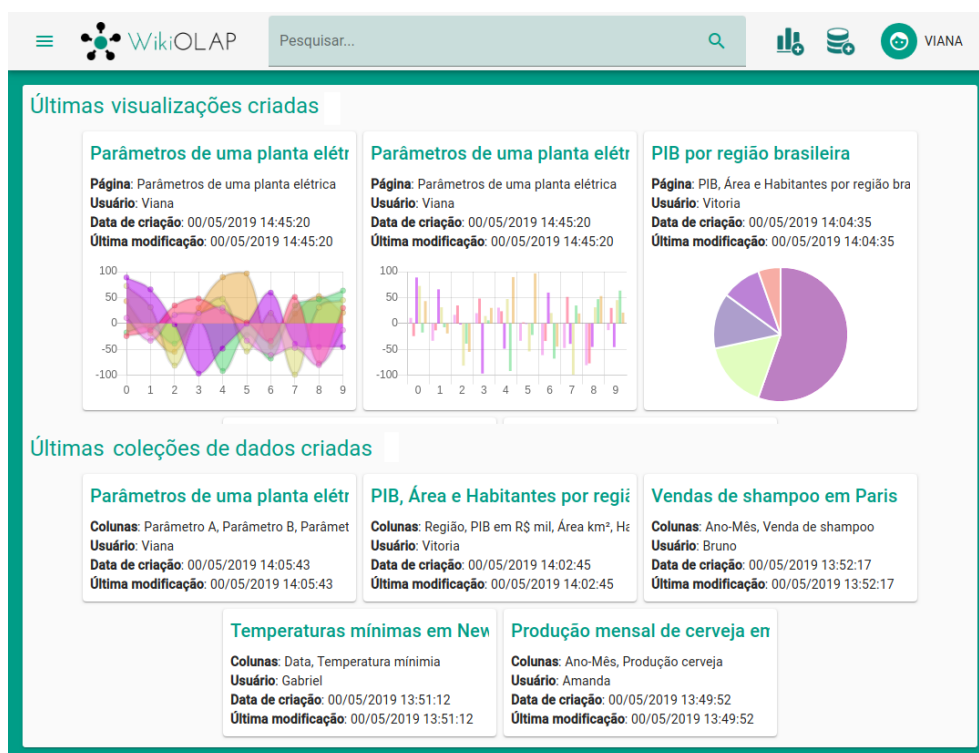 WikiOLAP
Pesquisar...
VIANA
Últimas visualizações criadas
Parâmetros de uma planta elétr
Página: Parâmetros de uma planta elétrica
Usuário: Viana
Data de criação: 00/05/2019 14:45:20
Última modificação: 00/05/2019 14:45:20
100
50
0
-50
-100
0 1 2 3 4 5 6 7 8 9
Parâmetros de uma planta elétr
Página: Parâmetros de uma planta elétrica
Usuário: Viana
Data de criação: 00/05/2019 14:45:20
Última modificação: 00/05/2019 14:45:20
100
50
0
-50
-100
0 1 2 3 4 5 6 7 8 9
PIB por região brasileira
Página: PIB, Área e Habitantes por região bra
Usuário: Vitoria
Data de criação: 00/05/2019 14:04:35
Última modificação: 00/05/2019 14:04:35
Últimas coleções de dados criadas
Parâmetros de uma planta elétr
Colunas: Parâmetro A, Parâmetro B, Parâmet
Usuário: Viana
Data de criação: 00/05/2019 14:05:43
Última modificação: 00/05/2019 14:05:43
PIB, Área e Habitantes por regiã
Colunas: Região, PIB em R$ mil, Área km², Ha
Usuário: Vitoria
Data de criação: 00/05/2019 14:02:45
Última modificação: 00/05/2019 14:02:45
Vendas de shampoo em Paris
Colunas: Ano-Mês, Venda de shampoo
Usuário: Bruno
Data de criação: 00/05/2019 13:52:17
Última modificação: 00/05/2019 13:52:17
Temperaturas mínimas em New
Colunas: Data, Temperatura mínimia
Usuário: Gabriel
Data de criação: 00/05/2019 13:51:12
Última modificação: 00/05/2019 13:51:12
Produção mensal de cerveja em
Colunas: Ano-Mês, Produção cerveja
Usuário: Amanda
Data de criação: 00/05/2019 13:49:52
Última modificação: 00/05/2019 13:49:52